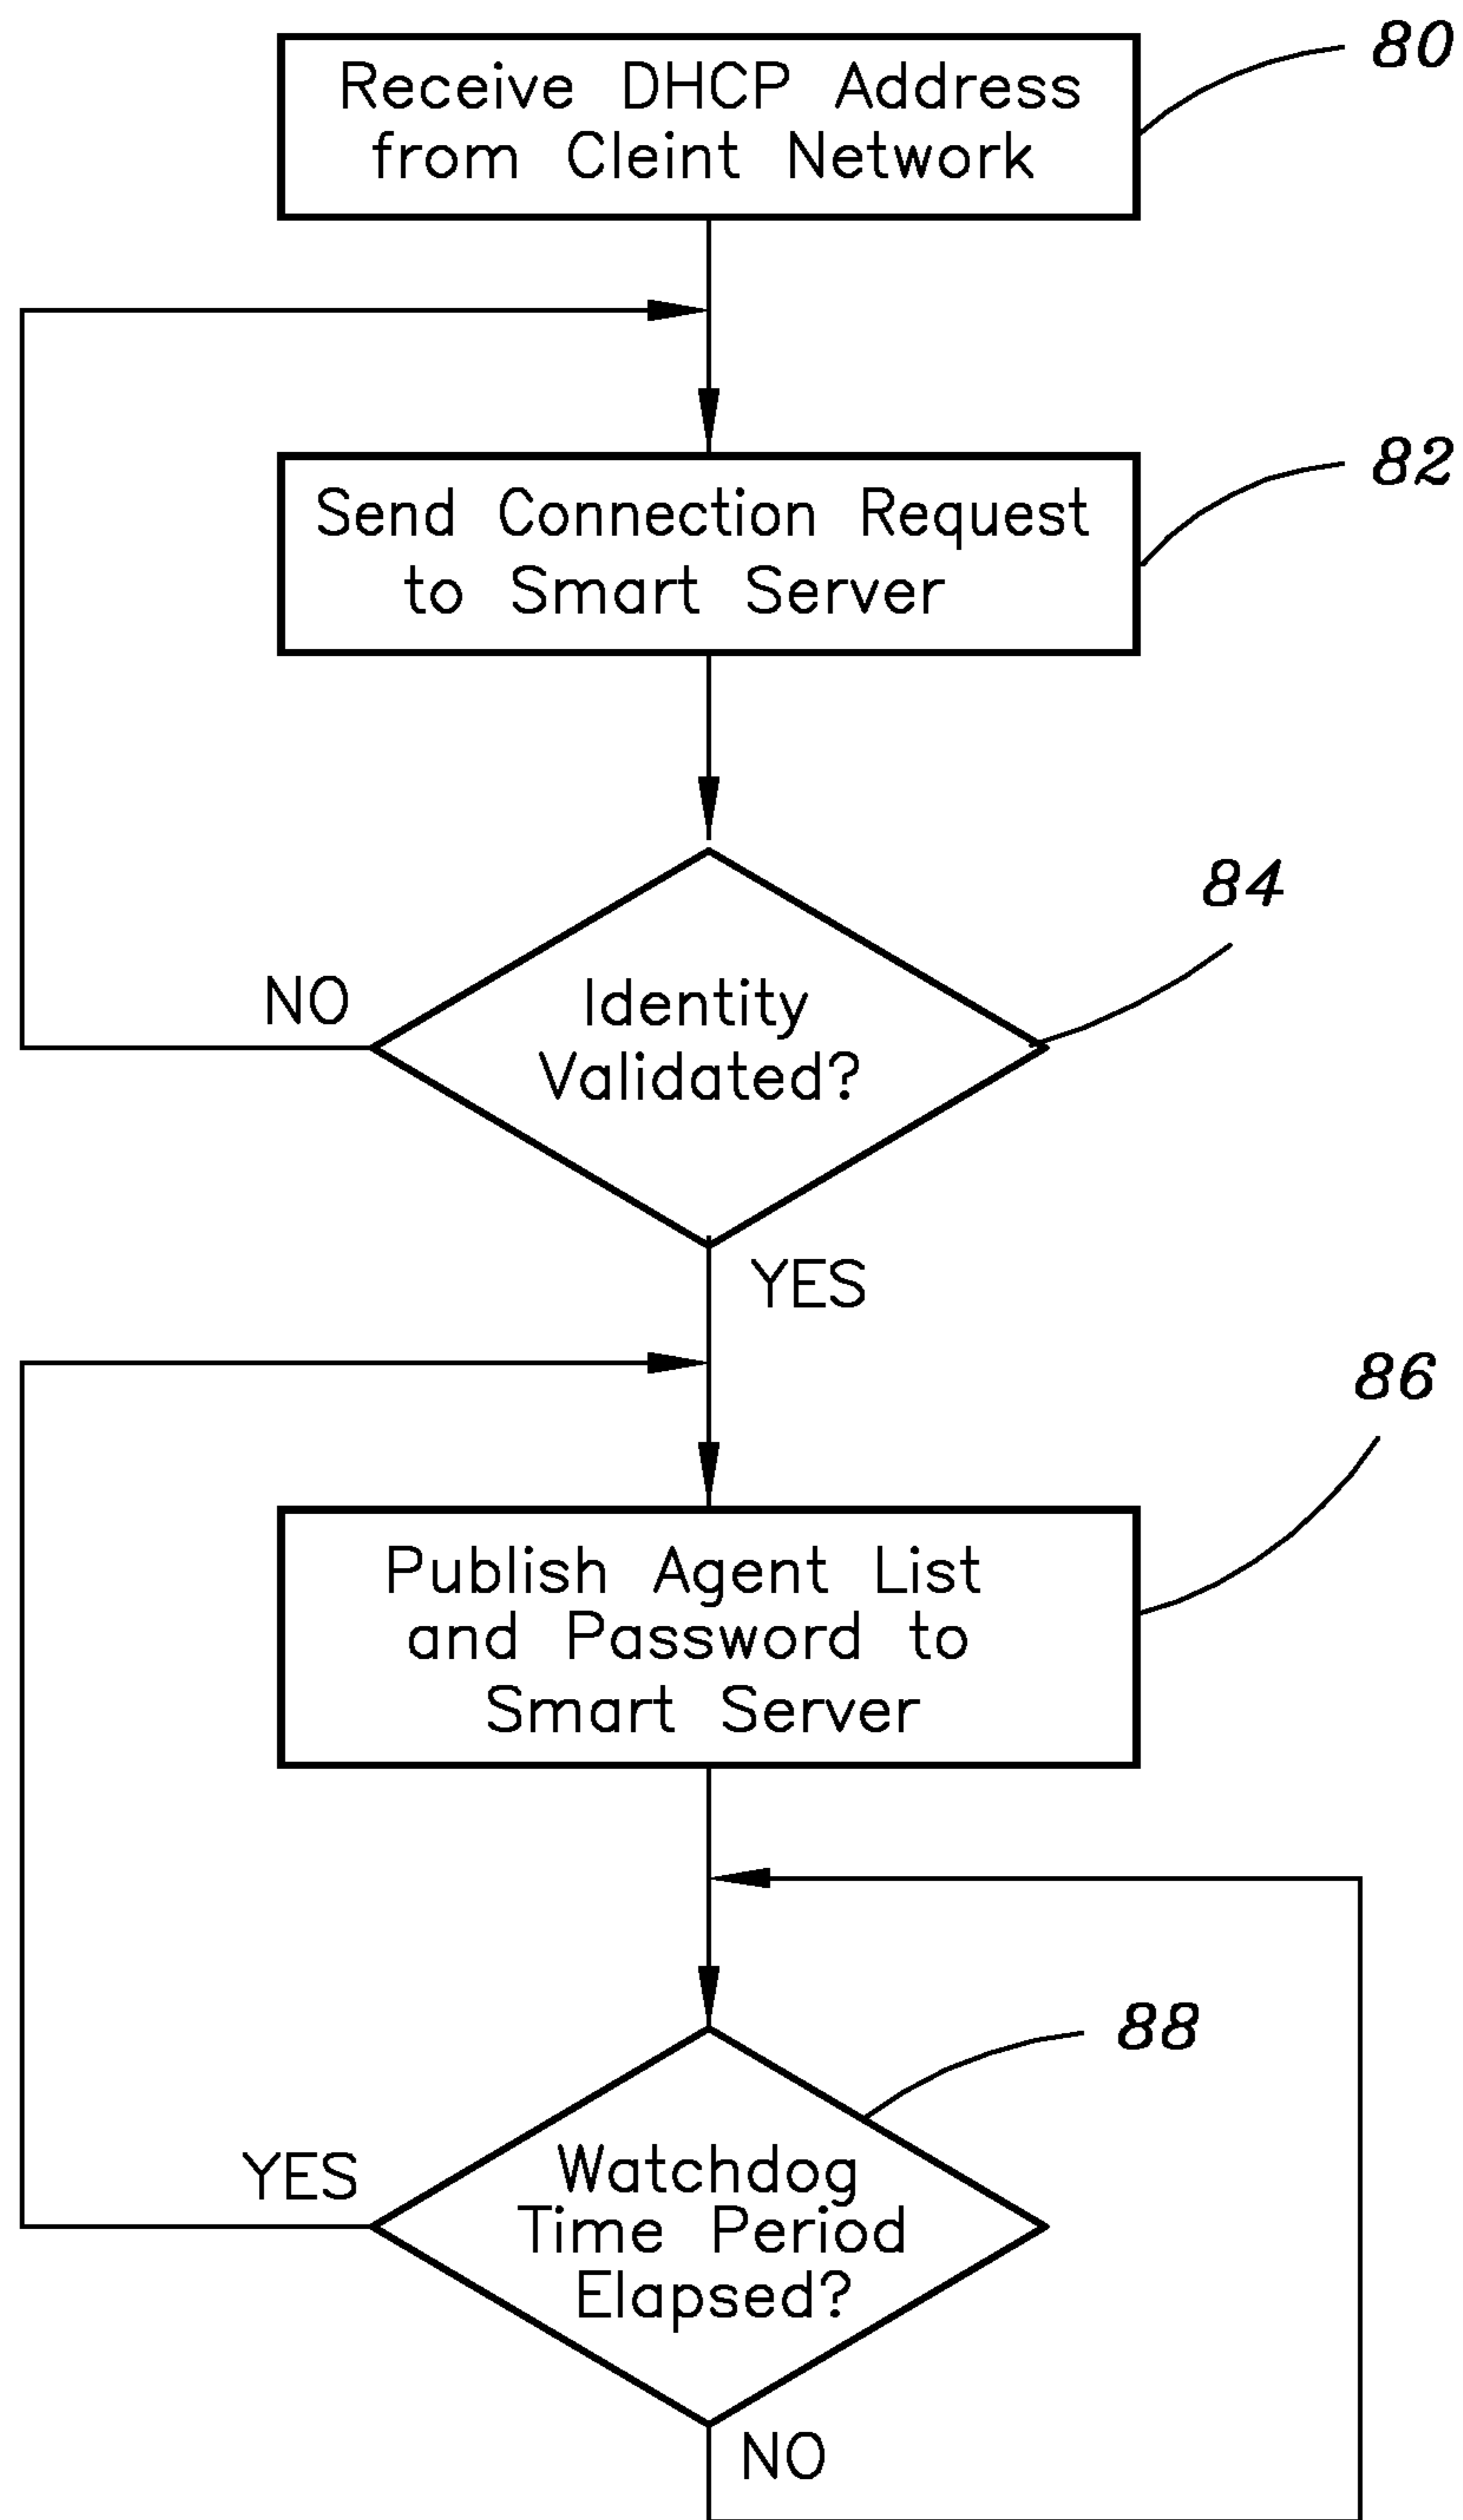 80
Receive DHCP Address
from Cleint Network
82
Send Connection Request
to Smart Server
84
NO
Identity
Validated?
YES
86
Publish Agent List
and Password to
Smart Server
88
YES
Watchdog
Time Period
Elapsed?
NO